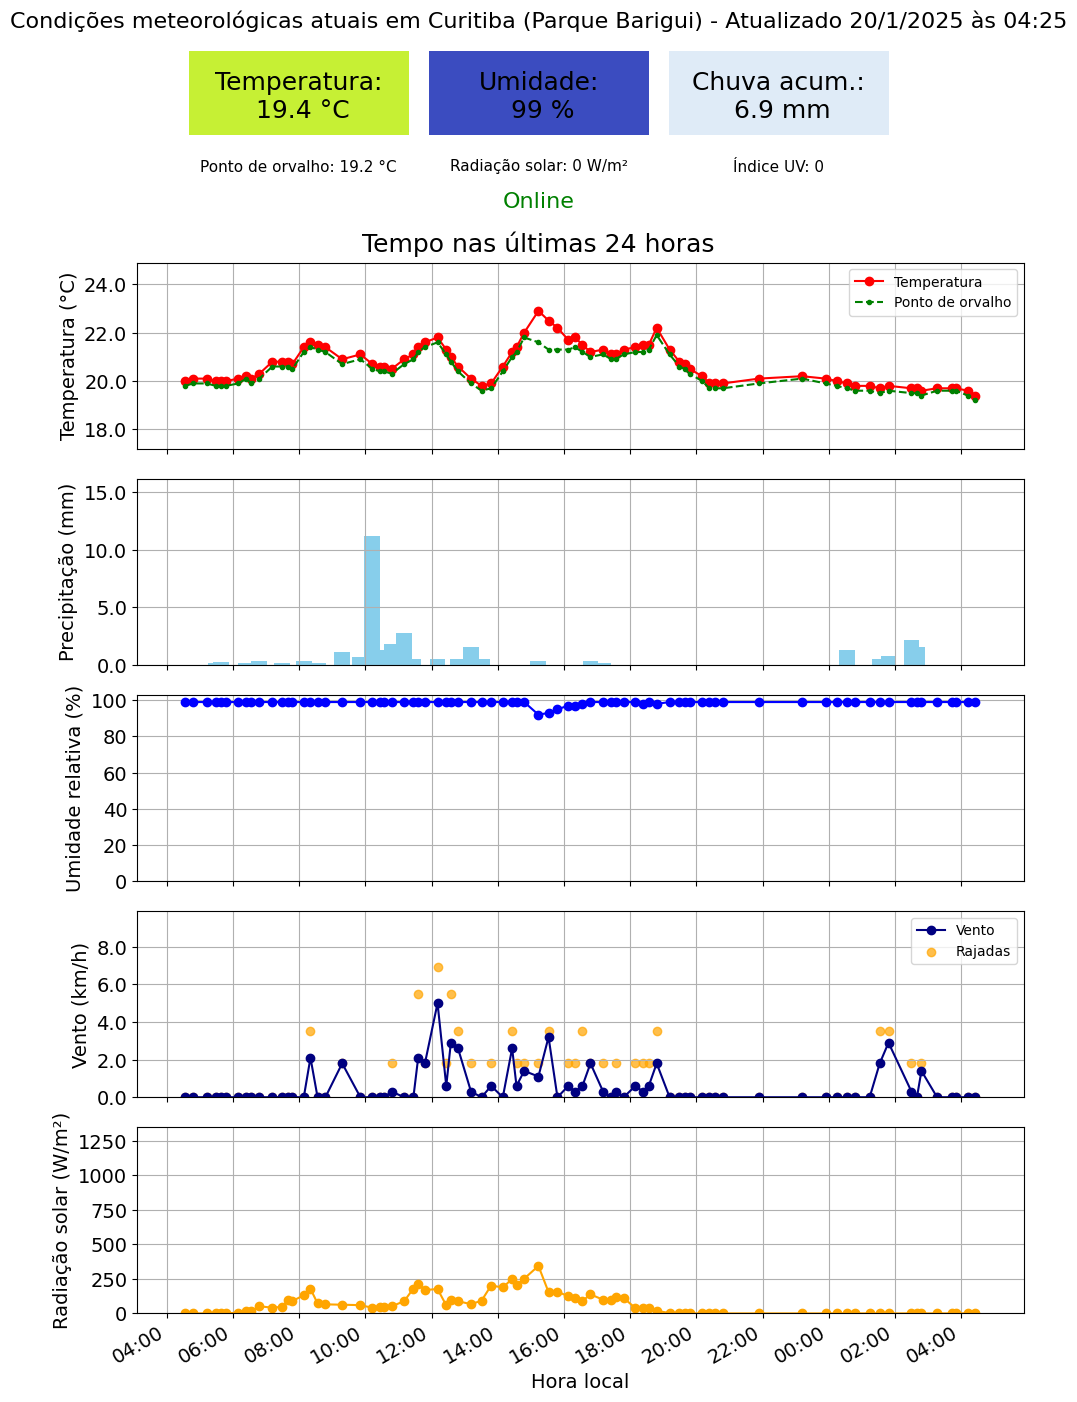 Condições meteorológicas atuais em Curitiba (Parque Barigui) - Atualizado 20/1/2025 às 04:25
Temperatura:
19.4 °C
Umidade:
99 %
Chuva acum.:
6.9 mm
Ponto de orvalho: 19.2 °C
Radiação solar: 0 W/m²
Índice UV: 0
Online
Tempo nas últimas 24 horas
Temperatura (°C)
24.0
22.0
20.0
18.0
Temperatura
Ponto de orvalho
Precipitação (mm)
15.0
10.0
5.0
0.0
Umidade relativa (%)
100
80
60
40
20
0
Vento (km/h)
8.0
6.0
4.0
2.0
0.0
Vento
Rajadas
Radiação solar (W/m²)
1250
1000
750
500
250
0
04:00
06:00
08:00
10:00
12:00
14:00
16:00
18:00
20:00
22:00
00:00
02:00
04:00
Hora local